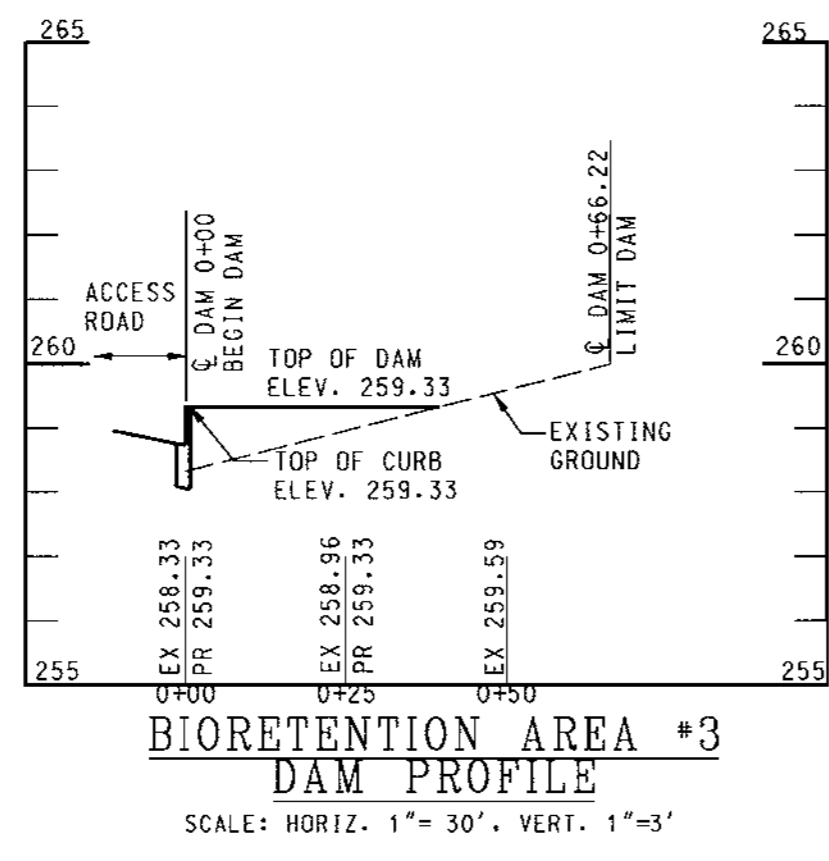 265
265
℄ DAM 0+00
BEGIN DAM
℄ DAM 0+66.22
LIMIT DAM
ACCESS
ROAD
260
260
TOP OF DAM
ELEV. 259.33
EXISTING
GROUND
TOP OF CURB
ELEV. 259.33
EX 258.33
PR 259.33
EX 258.96
PR 259.33
EX 259.59
255
255
0+00
0+25
0+50
BIORETENTION AREA #3
DAM PROFILE
SCALE: HORIZ. 1"= 30', VERT. 1"=3'